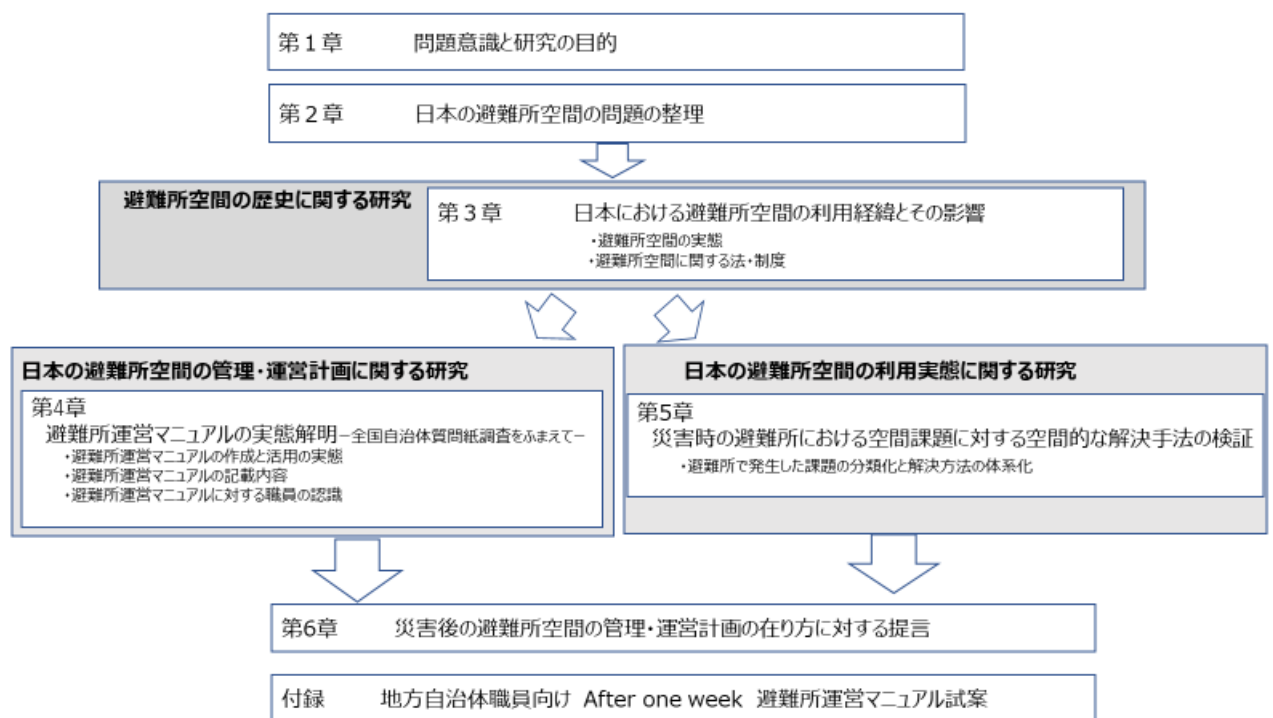 第１章 問題意識と研究の目的
第２章 日本の避難所空間の問題の整理
避難所空間の歴史に関する研究
第３章 日本における避難所空間の利用経緯とその影響
・避難所空間の実態
・避難所空間に関する法・制度
日本の避難所空間の管理・運営計画に関する研究
第4章
避難所運営マニュアルの実態解明－全国自治体質問紙調査をふまえて－
・避難所運営マニュアルの作成と活用の実態
・避難所運営マニュアルの記載内容
・避難所運営マニュアルに対する職員の認識
日本の避難所空間の利用実態に関する研究
第5章
災害時の避難所における空間課題に対する空間的な解決手法の検証
・避難所で発生した課題の分類化と解決方法の体系化
第6章 災害後の避難所空間の管理・運営計画の在り方に対する提言
付録 地方自治体職員向け After one week 避難所運営マニュアル試案